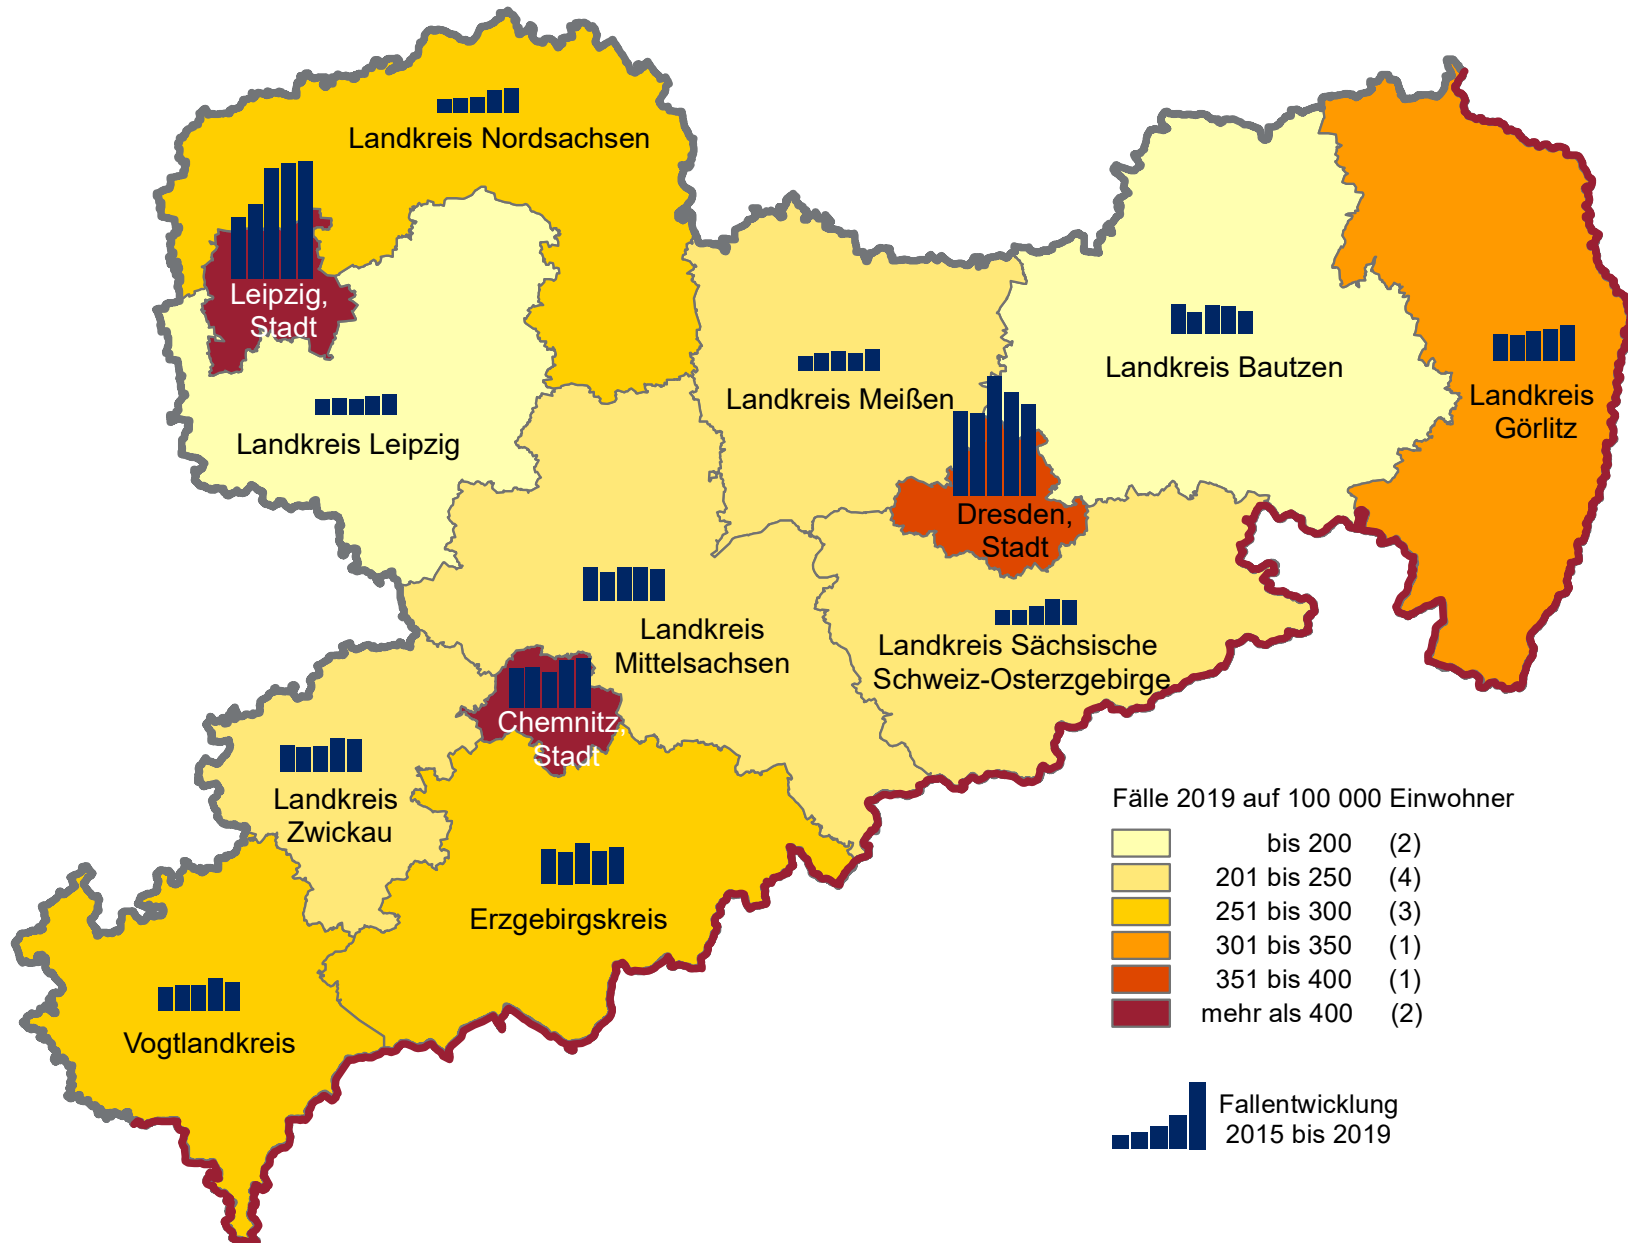 Landkreis Nordsachsen
Leipzig,
Stadt
Landkreis Leipzig
Landkreis Meißen
Landkreis Bautzen
Landkreis
Görlitz
Dresden,
Stadt
Landkreis
Mittelsachsen
Landkreis Sächsische
Schweiz-Osterzgebirge
Chemnitz,
Stadt
Landkreis
Zwickau
Erzgebirgskreis
Vogtlandkreis
Fälle 2019 auf 100 000 Einwohner
bis 200 (2)
201 bis 250 (4)
251 bis 300 (3)
301 bis 350 (1)
351 bis 400 (1)
mehr als 400 (2)
Fallentwicklung
2015 bis 2019